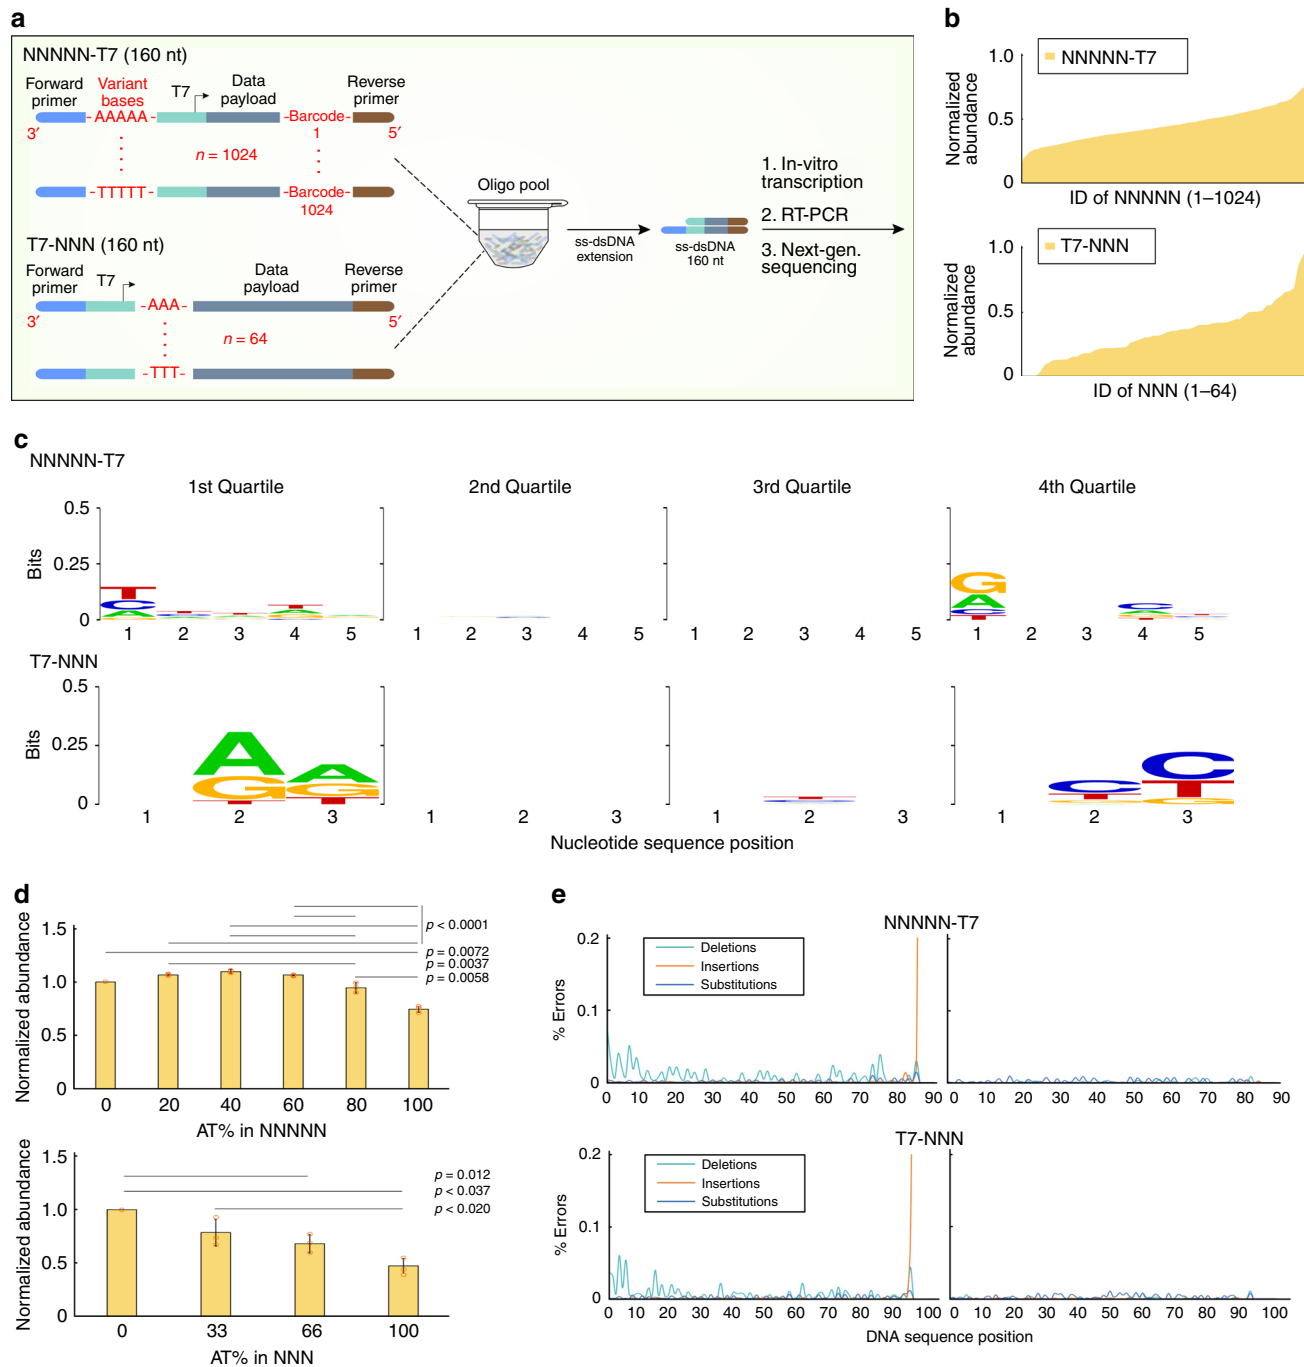 a
NNNNN-T7 (160 nt)
Forward primer
Variant bases
T7
Data payload
Reverse primer
-AAAAA-
-Barcode-
1
3′
5′
n = 1024
-TTTTT-
-Barcode-
1024
T7-NNN (160 nt)
Forward primer
T7
Data payload
Reverse primer
-AAA-
3′
5′
n = 64
-TTT-
Oligo pool
ss-dsDNA extension
ss-dsDNA 160 nt
1. In-vitro transcription
2. RT-PCR
3. Next-gen. sequencing
b
NNNNN-T7
Normalized abundance
1.0
0.5
0
ID of NNNNN (1–1024)
T7-NNN
Normalized abundance
1.0
0.5
0
ID of NNN (1–64)
c
NNNNN-T7
1st Quartile
2nd Quartile
3rd Quartile
4th Quartile
Bits
0.5
0.25
0
T C A
T
A
G A C T
C
1 2 3 4 5
1 2 3 4 5
1 2 3 4 5
1 2 3 4 5
T7-NNN
Bits
0.5
0.25
0
A G T
A G T
T
C T G
C T G
1 2 3
1 2 3
1 2 3
1 2 3
Nucleotide sequence position
d
Normalized abundance
1.5
1.0
0.5
0
p < 0.0001
p = 0.0072
p = 0.0037
p = 0.0058
0 20 40 60 80 100
AT% in NNNNN
Normalized abundance
1.5
1.0
0.5
0
p = 0.012
p < 0.037
p < 0.020
0 33 66 100
AT% in NNN
e
NNNNN-T7
% Errors
0.2
0.1
0
Deletions
Insertions
Substitutions
0 10 20 30 40 50 60 70 80 90
0 10 20 30 40 50 60 70 80 90
T7-NNN
% Errors
0.2
0.1
0
Deletions
Insertions
Substitutions
0 10 20 30 40 50 60 70 80 90 100
0 10 20 30 40 50 60 70 80 90 100
DNA sequence position